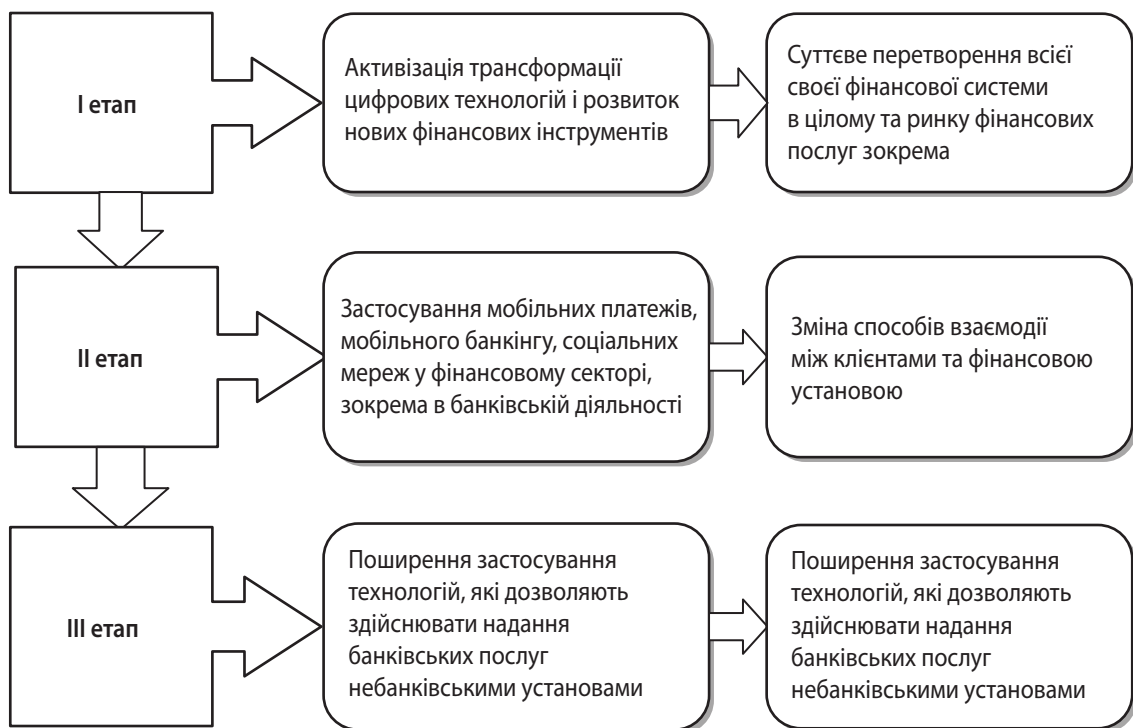 І етап
Активізація трансформації
цифрових технологій і розвиток
нових фінансових інструментів
Суттєве перетворення всієї
своєї фінансової системи
в цілому та ринку фінансових
послуг зокрема
ІІ етап
Застосування мобільних платежів,
мобільного банкінгу, соціальних
мереж у фінансовому секторі,
зокрема в банківській діяльності
Зміна способів взаємодії
між клієнтами та фінансовою
установою
ІІІ етап
Поширення застосування
технологій, які дозволяють
здійснювати надання
банківських послуг
небанківськими установами
Поширення застосування
технологій, які дозволяють
здійснювати надання
банківських послуг
небанківськими установами